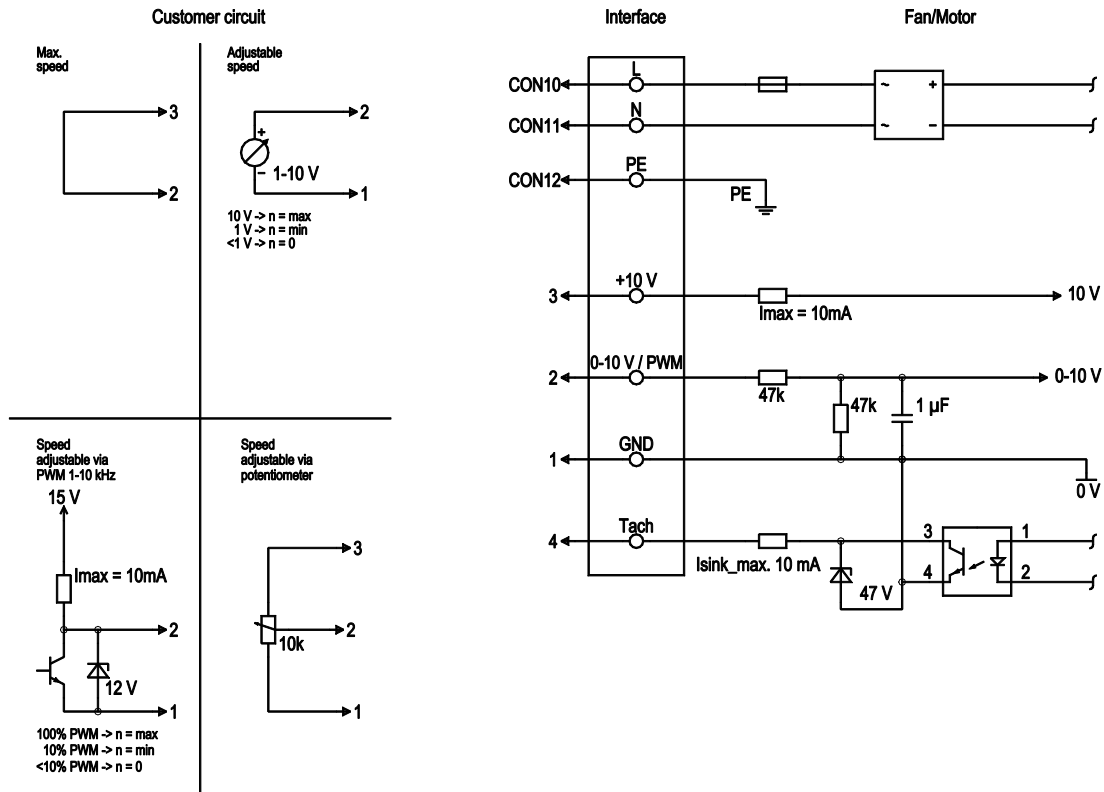 Customer circuit
Max.
speed
3
2
Adjustable
speed
2
+
1-10 V
–
1
10 V -> n = max
1 V -> n = min
<1 V -> n = 0
Speed
adjustable via
PWM 1-10 kHz
15 V
Imax = 10mA
2
12 V
1
100% PWM -> n = max
10% PWM -> n = min
<10% PWM -> n = 0
Speed
adjustable via
potentiometer
3
2
10k
1
Interface
Fan/Motor
CON10
L
~
+
CON11
N
~
–
CON12
PE
PE
3
+10 V
10 V
Imax = 10mA
2
0-10 V / PWM
0-10 V
47k
47k
1 µF
1
GND
0 V
4
Tach
3
1
Isink_max. 10 mA
4
2
47 V